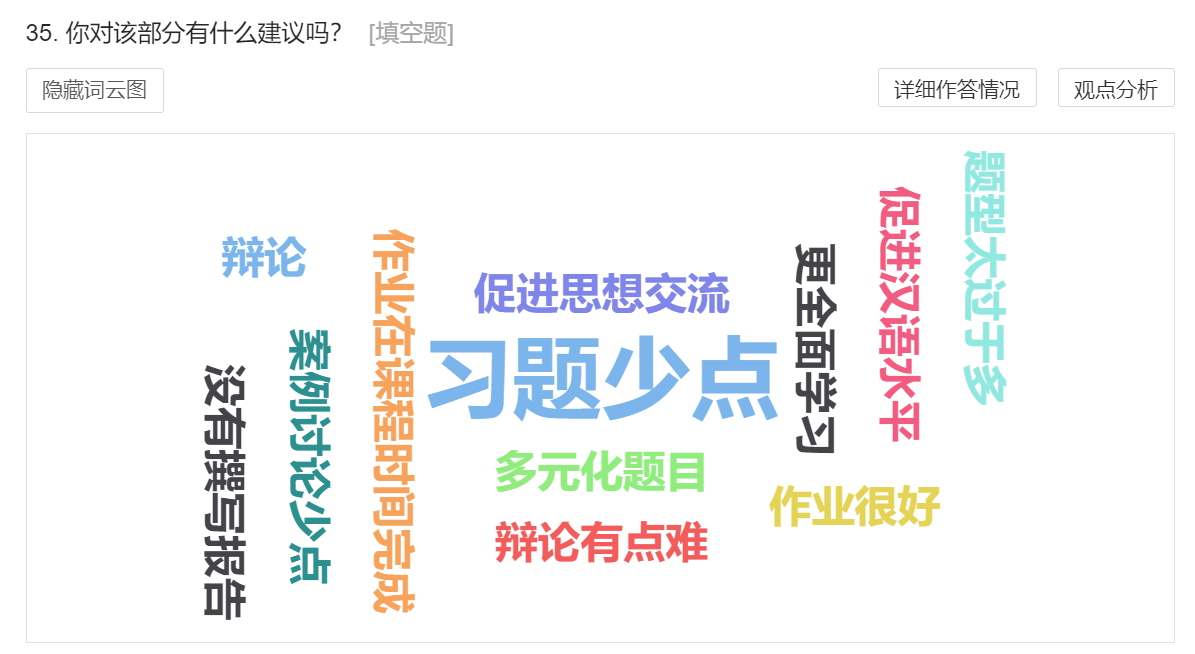 35. 你对该部分有什么建议吗? [填空题]
隐藏词云图
详细作答情况
观点分析
辩论
没有撰写报告
案例讨论少点
作业在课程时间完成
促进思想交流
习题少点
多元化题目
辩论有点难
更全面学习
作业很好
促进汉语水平
题型太过于多